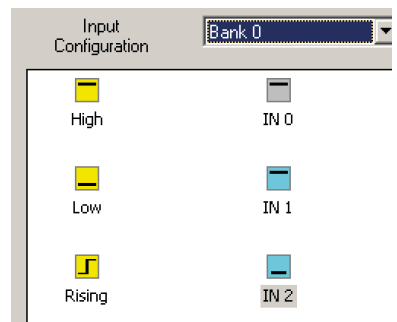 Input
Configuration
Bank 0
High
IN 0
Low
IN 1
Rising
IN 2